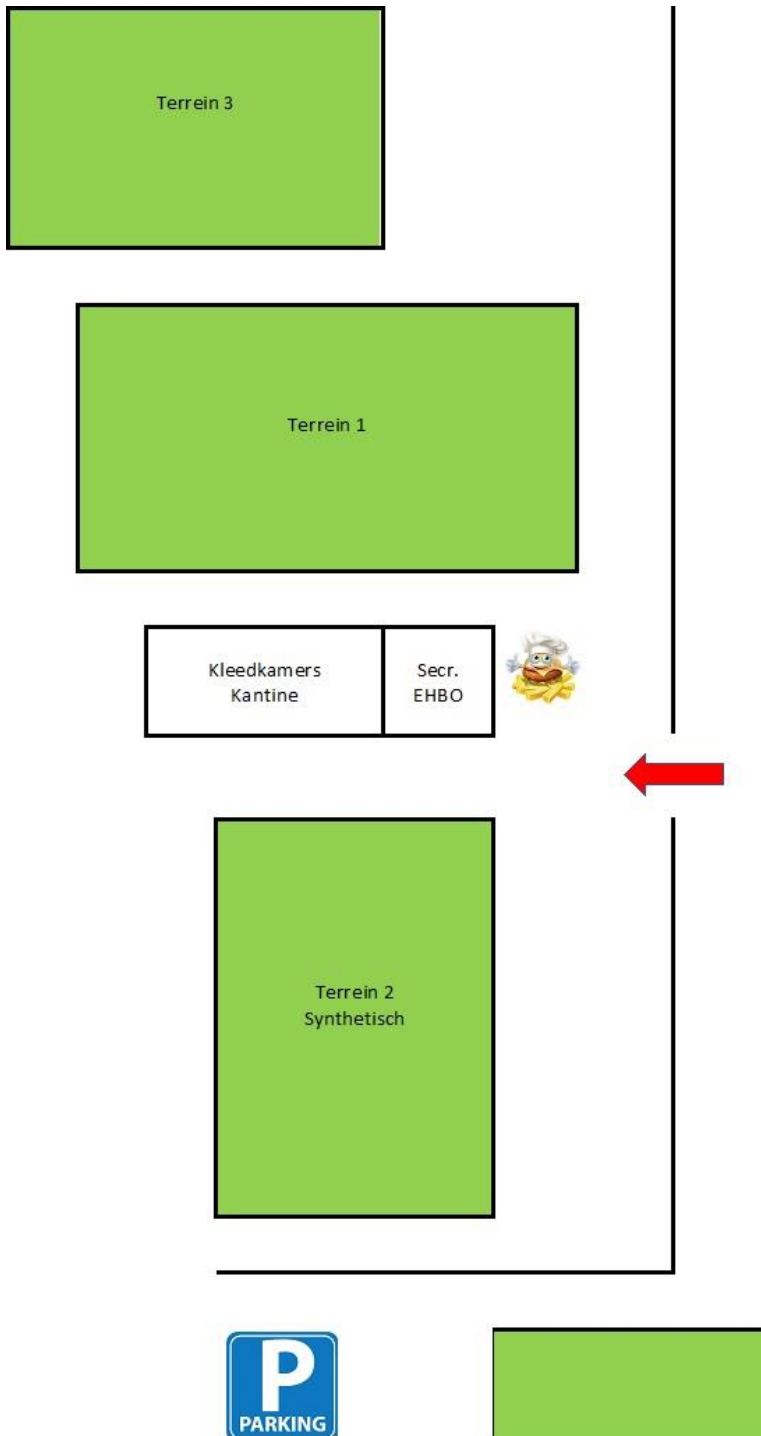 Terrein 3
Terrein 1
Kleedkamers
Kantine
Secr.
EHBO
Terrein 2
Synthetisch
P
PARKING